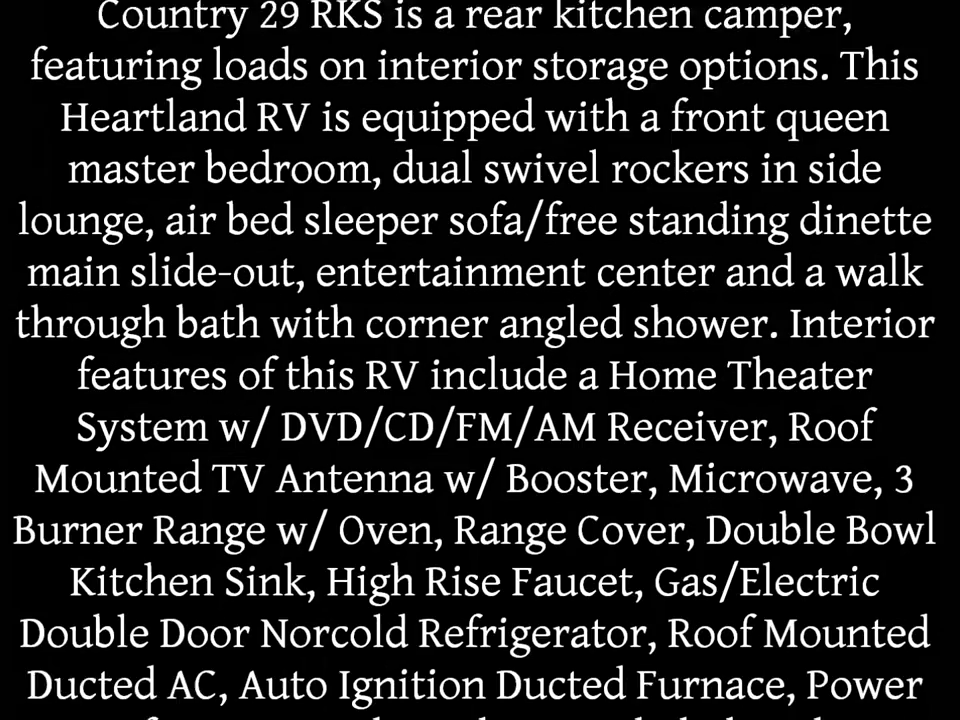 Country 29 RKS is a rear kitchen camper,
featuring loads on interior storage options. This
Heartland RV is equipped with a front queen
master bedroom, dual swivel rockers in side
lounge, air bed sleeper sofa/free standing dinette
main slide-out, entertainment center and a walk
through bath with corner angled shower. Interior
features of this RV include a Home Theater
System w/ DVD/CD/FM/AM Receiver, Roof
Mounted TV Antenna w/ Booster, Microwave, 3
Burner Range w/ Oven, Range Cover, Double Bowl
Kitchen Sink, High Rise Faucet, Gas/Electric
Double Door Norcold Refrigerator, Roof Mounted
Ducted AC, Auto Ignition Ducted Furnace, Power